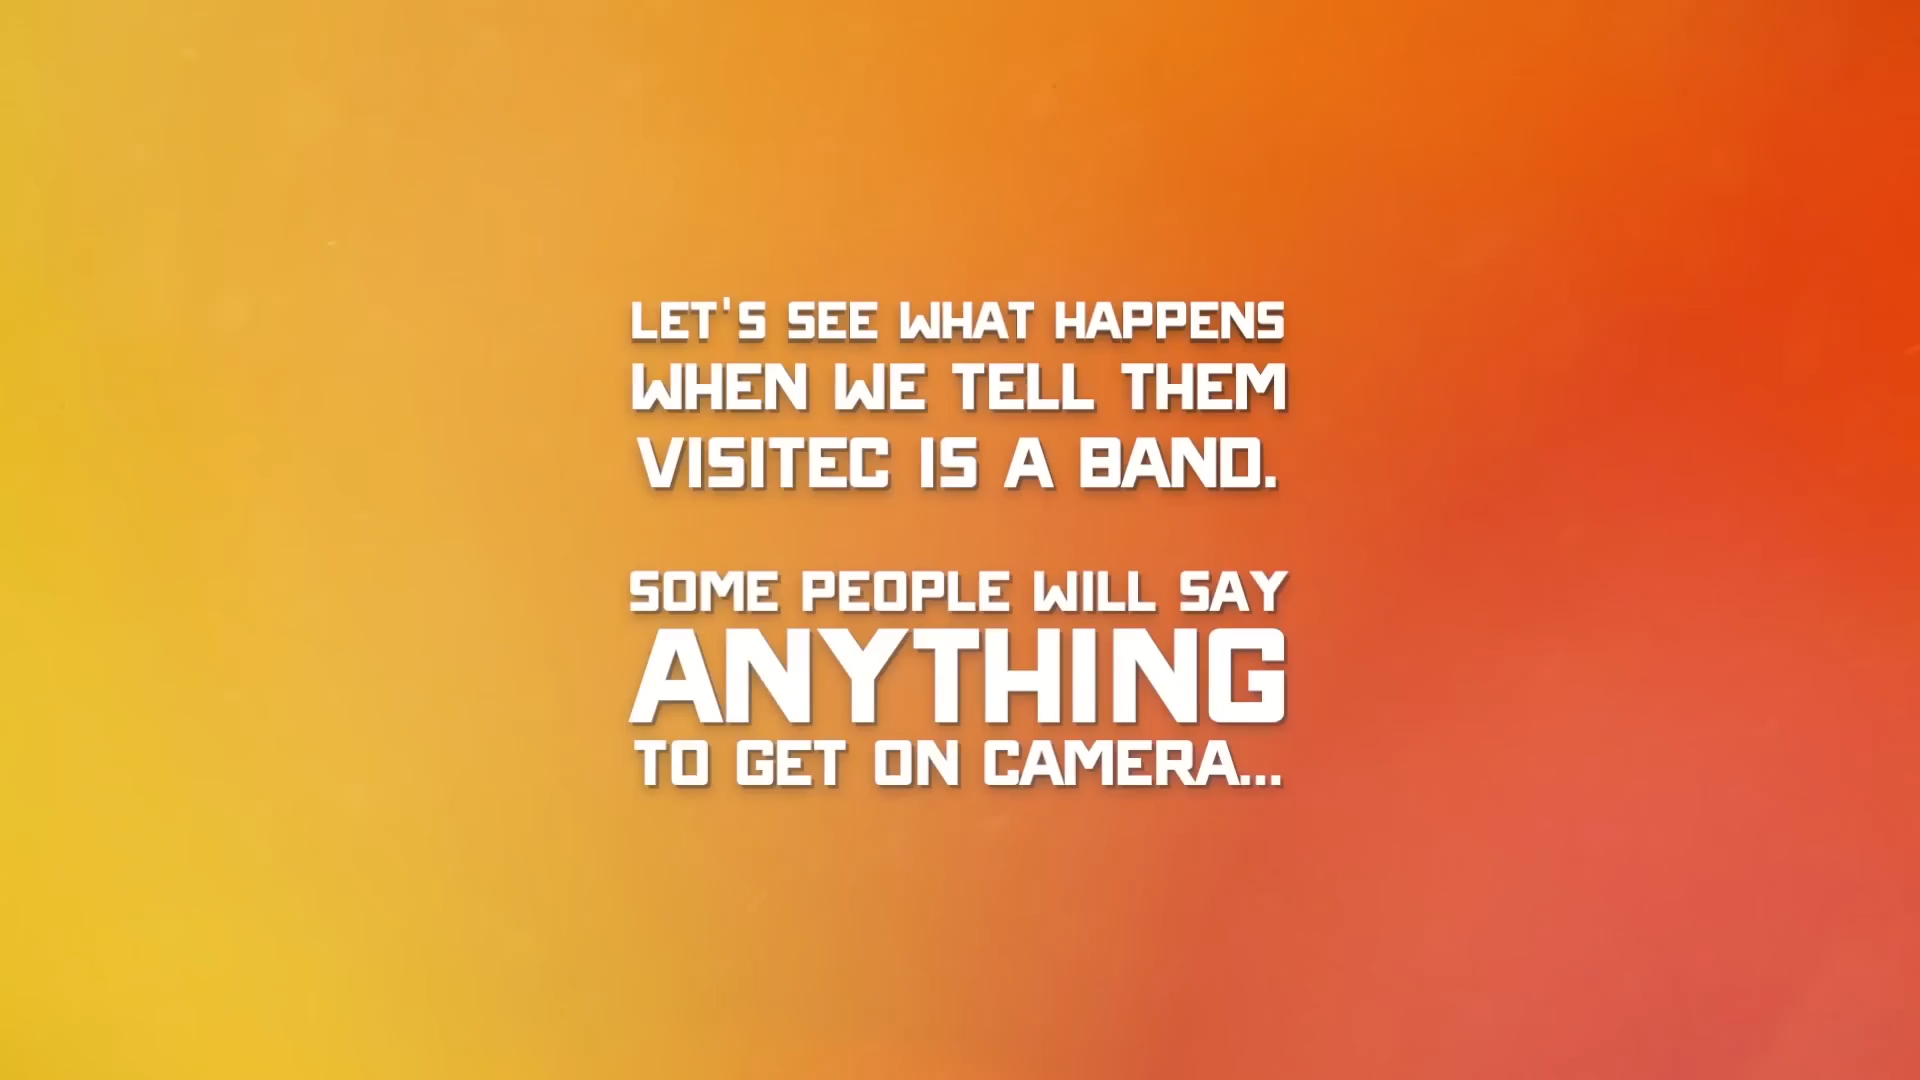 LET'S SEE WHAT HAPPENS
WHEN WE TELL THEM
VISITEC IS A BAND.
SOME PEOPLE WILL SAY
ANYTHING
TO GET ON CAMERA...